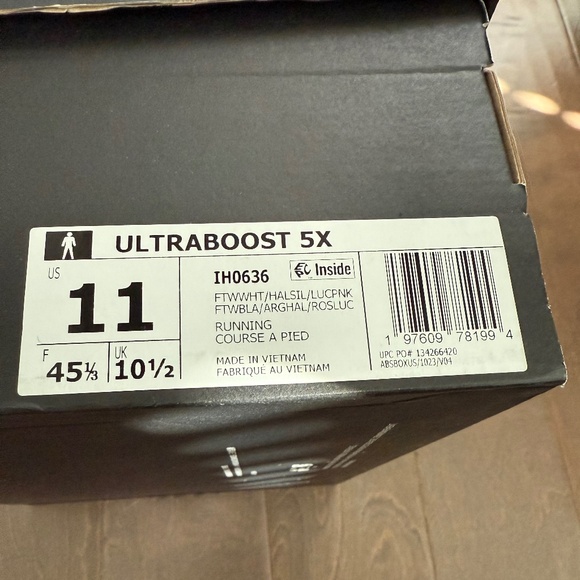 ULTRABOOST 5X
US
11
F
45⅓
UK
10½
IH0636
Inside
FTWWHT/HALSIL/LUCPNK
FTWBLA/ARGHAL/ROSLUC
RUNNING
COURSE A PIED
MADE IN VIETNAM
FABRIQUÉ AU VIETNAM
1 97609 78199 4
UPC PO# 134266420
ABSBOXUS/1023/V04